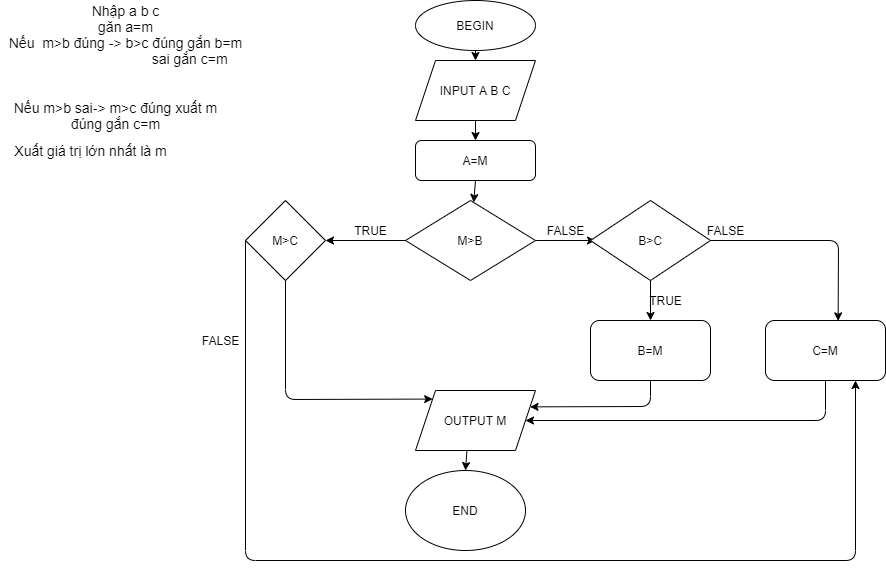 Nhập a b c
găn a=m
Nếu m>b đúng -> b>c đúng gắn b=m
sai gắn c=m
Nếu m>b sai-> m>c đúng xuất m
đúng gắn c=m
Xuất giá trị lớn nhất là m
BEGIN
INPUT A B C
A=M
M>C
TRUE
M>B
FALSE
B>C
FALSE
TRUE
FALSE
B=M
C=M
OUTPUT M
END